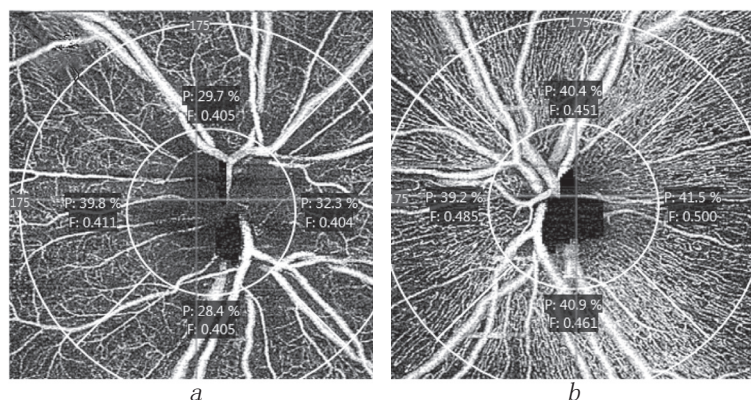 175
P: 29.7 %
F: 0.405
175
P: 39.8 %
F: 0.411
P: 32.3 %
F: 0.404
P: 28.4 %
F: 0.405
a
175
P: 40.4 %
F: 0.451
175
P: 39.2 %
F: 0.485
P: 41.5 %
F: 0.500
P: 40.9 %
F: 0.461
b